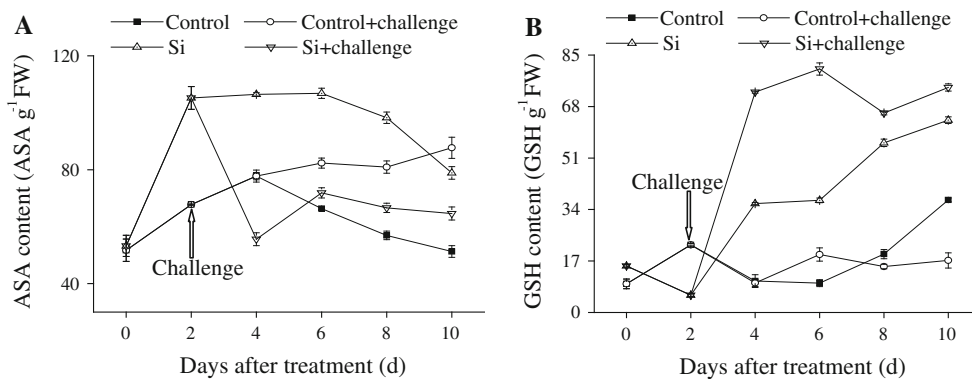 A
Control
Control+challenge
Si
Si+challenge
ASA content (ASA g⁻¹FW)
120
80
40
Challenge
0 2 4 6 8 10
Days after treatment (d)
B
Control
Control+challenge
Si
Si+challenge
GSH content (GSH g⁻¹FW)
85
68
51
34
17
0
Challenge
0 2 4 6 8 10
Days after treatment (d)